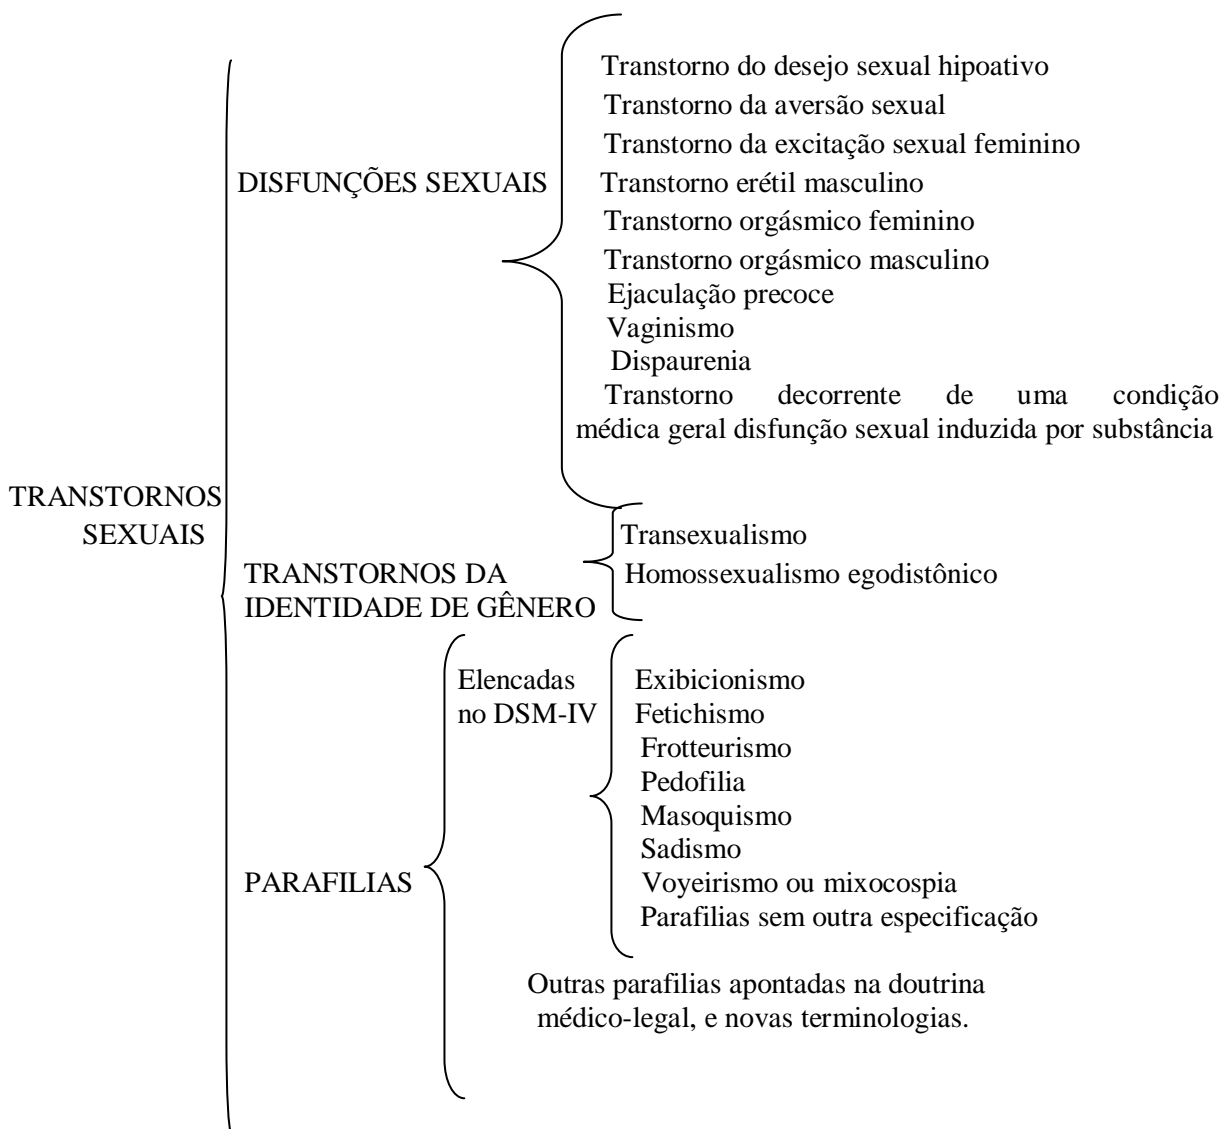 TRANSTORNOS
SEXUAIS
DISFUNÇÕES SEXUAIS
Transtorno do desejo sexual hipoativo
Transtorno da aversão sexual
Transtorno da excitação sexual feminino
Transtorno erétil masculino
Transtorno orgásmico feminino
Transtorno orgásmico masculino
Ejaculação precoce
Vaginismo
Dispaurenia
Transtorno decorrente de uma condição
médica geral disfunção sexual induzida por substância
TRANSTORNOS DA
IDENTIDADE DE GÊNERO
Transexualismo
Homossexualismo egodistônico
PARAFILIAS
Elencadas
no DSM-IV
Exibicionismo
Fetichismo
Frotteurismo
Pedofilia
Masoquismo
Sadismo
Voyeirismo ou mixocospia
Parafilias sem outra especificação
Outras parafilias apontadas na doutrina
médico-legal, e novas terminologias.